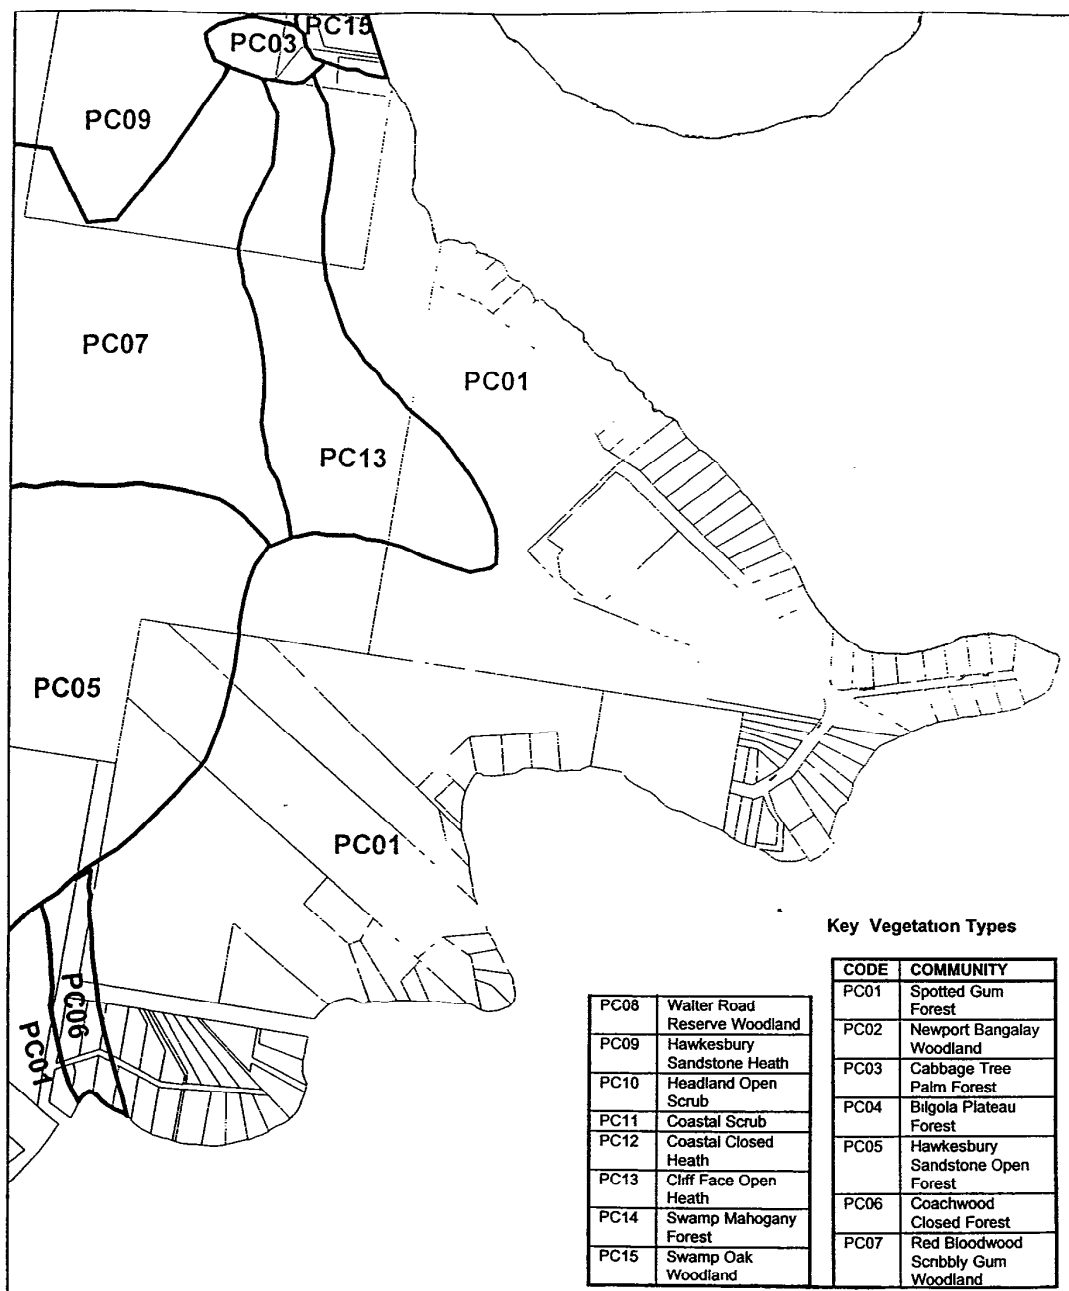 PC15
PC03
PC09
PC07
PC01
PC13
PC05
PC01
PC06
PC01
Key Vegetation Types
PC08 Walter Road
Reserve Woodland
PC09 Hawkesbury
Sandstone Heath
PC10 Headland Open
Scrub
PC11 Coastal Scrub
PC12 Coastal Closed
Heath
PC13 Cliff Face Open
Heath
PC14 Swamp Mahogany
Forest
PC15 Swamp Oak
Woodland
CODE COMMUNITY
PC01 Spotted Gum
Forest
PC02 Newport Bangalay
Woodland
PC03 Cabbage Tree
Palm Forest
PC04 Bilgola Plateau
Forest
PC05 Hawkesbury
Sandstone Open
Forest
PC06 Coachwood
Closed Forest
PC07 Red Bloodwood
Scribbly Gum
Woodland